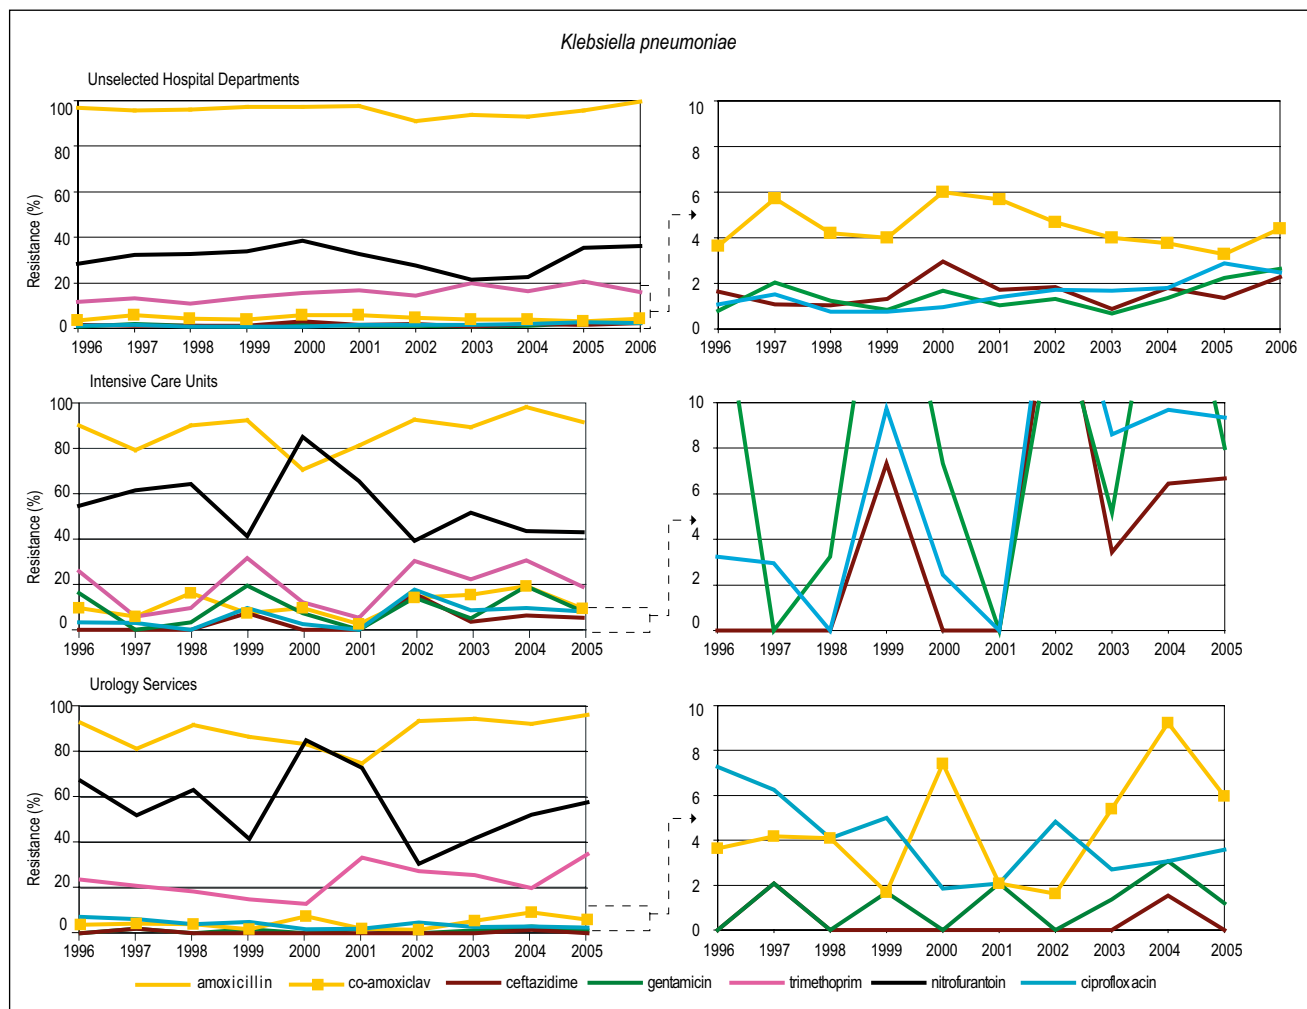 Klebsiella pneumoniae
Unselected Hospital Departments
Resistance (%)
100
80
60
40
20
0
1996 1997 1998 1999 2000 2001 2002 2003 2004 2005 2006
10
8
6
4
2
0
1996 1997 1998 1999 2000 2001 2002 2003 2004 2005 2006
Intensive Care Units
Resistance (%)
100
80
60
40
20
0
1996 1997 1998 1999 2000 2001 2002 2003 2004 2005
10
8
6
4
2
0
1996 1997 1998 1999 2000 2001 2002 2003 2004 2005
Urology Services
Resistance (%)
100
80
60
40
20
0
1996 1997 1998 1999 2000 2001 2002 2003 2004 2005
10
8
6
4
2
0
1996 1997 1998 1999 2000 2001 2002 2003 2004 2005
amoxicillin co-amoxiclav ceftazidime gentamicin trimethoprim nitrofurantoin ciprofloxacin